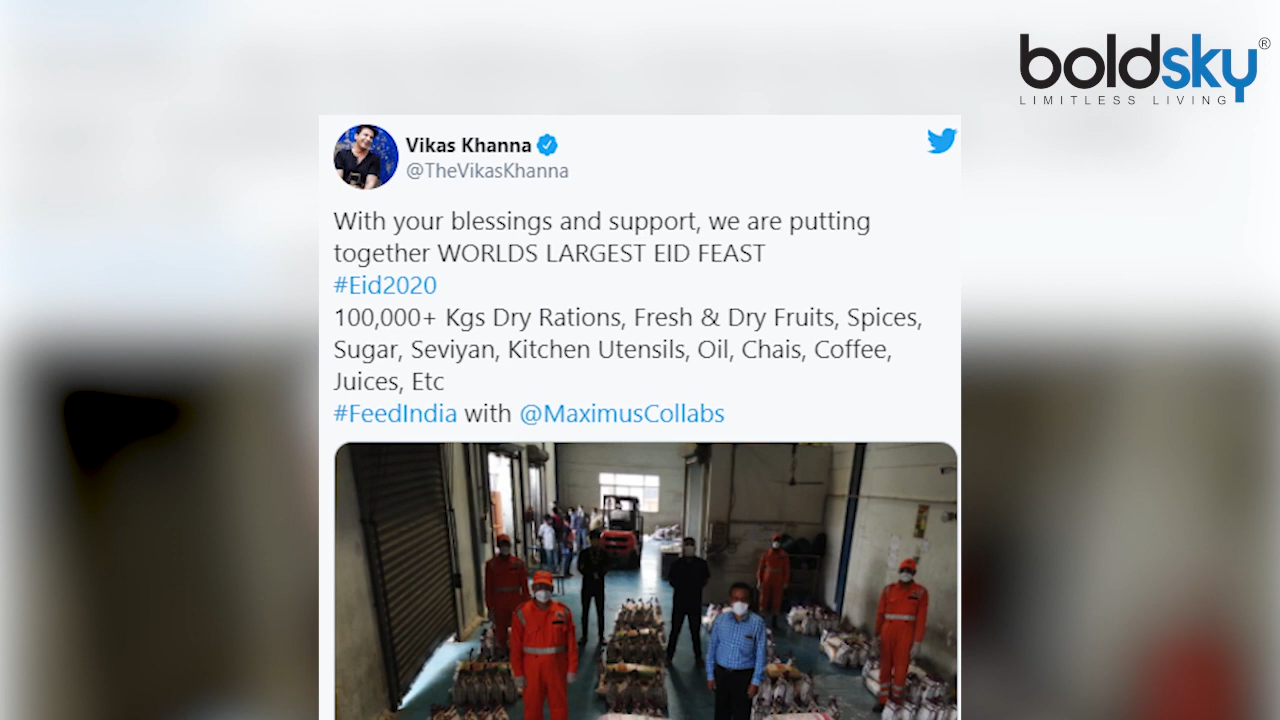 boldsky®
LIMITLESS LIVING
Vikas Khanna
@TheVikasKhanna
With your blessings and support, we are putting
together WORLDS LARGEST EID FEAST
#Eid2020
100,000+ Kgs Dry Rations, Fresh & Dry Fruits, Spices,
Sugar, Seviyan, Kitchen Utensils, Oil, Chais, Coffee,
Juices, Etc
#FeedIndia with @MaximusCollabs